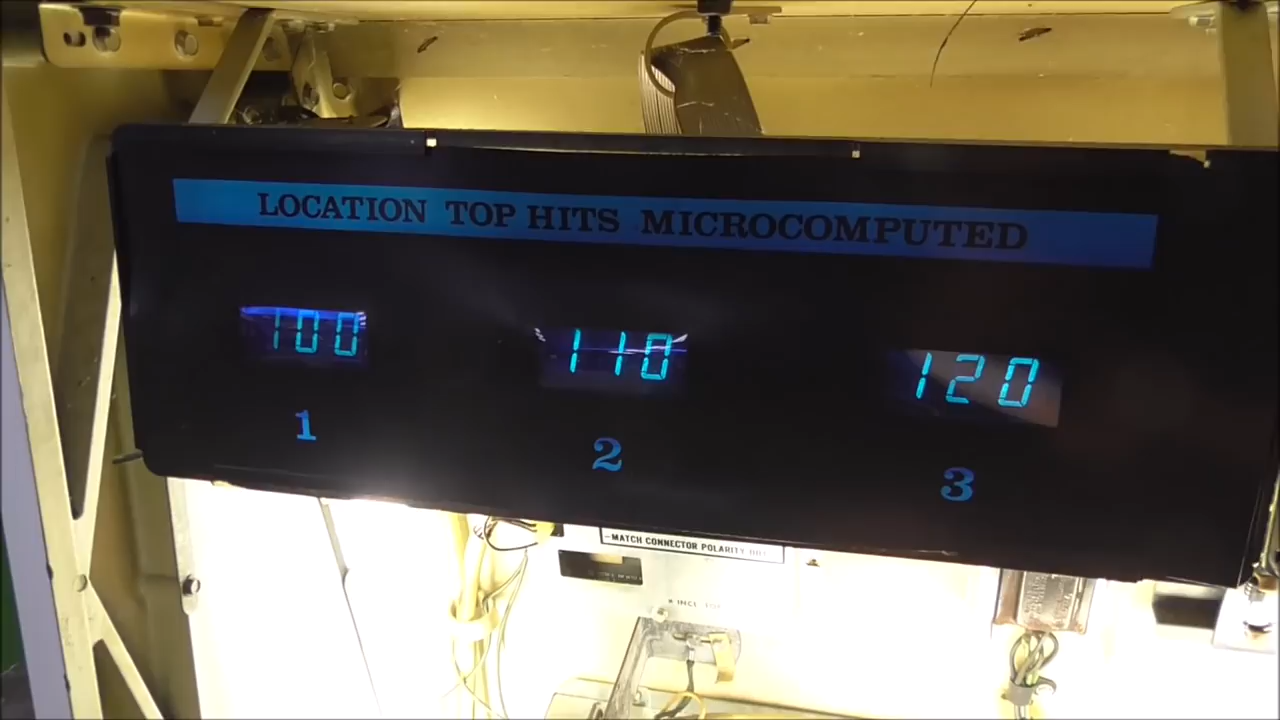 LOCATION TOP HITS MICROCOMPUTED
100 110 120
1 2 3
-MATCH CONNECTOR POLARITY